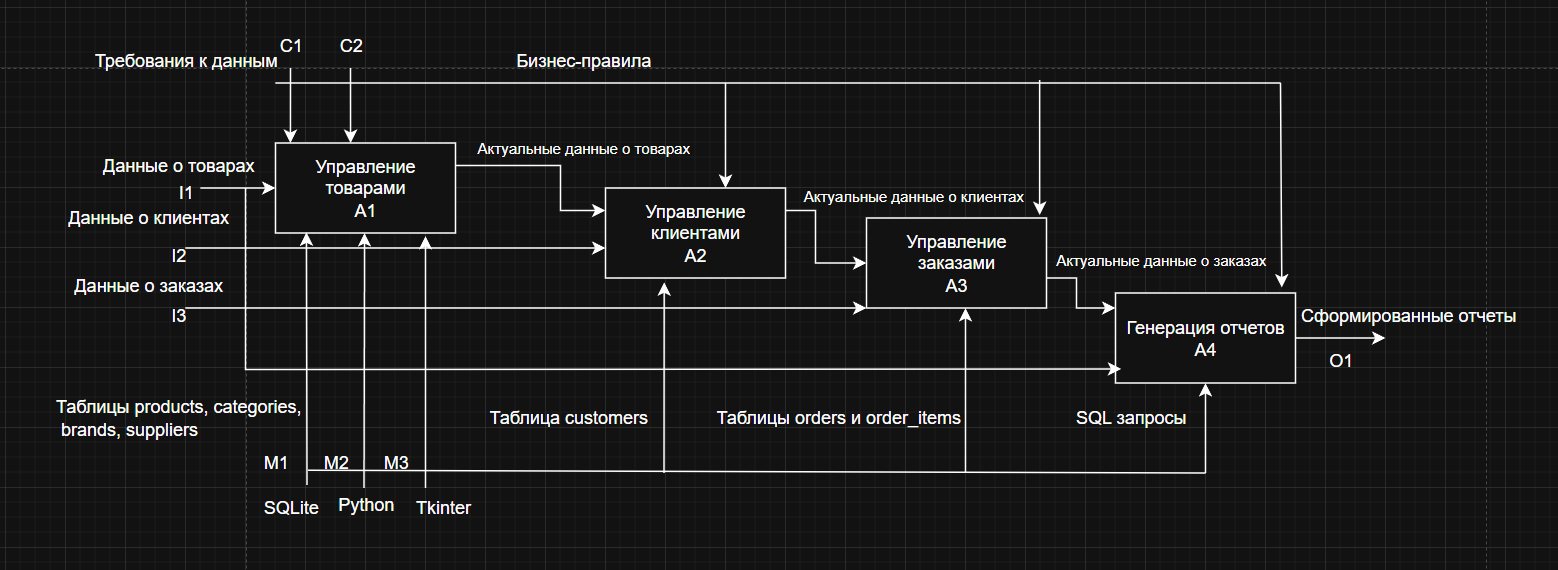 C1
C2
Требования к данным
Бизнес-правила
Данные о товарах
I1
Управление
товарами
A1
Актуальные данные о товарах
Данные о клиентах
I2
Управление
клиентами
A2
Актуальные данные о клиентах
Данные о заказах
I3
Управление
заказами
A3
Актуальные данные о заказах
Генерация отчетов
A4
Сформированные отчеты
O1
Таблицы products, categories,
brands, suppliers
Таблица customers
Таблицы orders и order_items
SQL запросы
M1
M2
M3
SQLite
Python
Tkinter